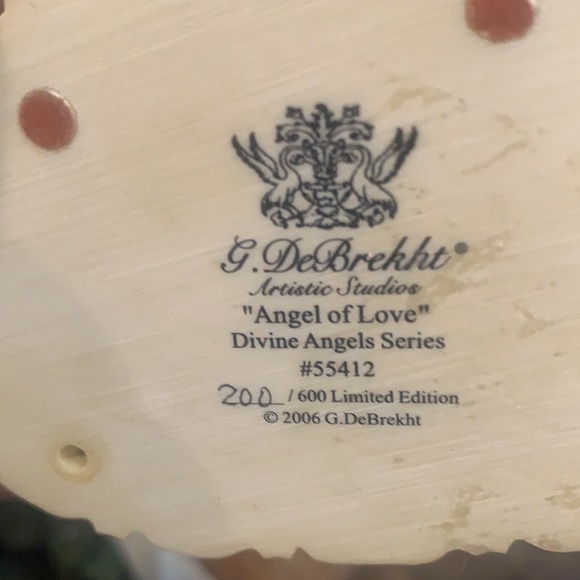 G.DeBrekht®
Artistic Studios
"Angel of Love"
Divine Angels Series
#55412
200 / 600 Limited Edition
© 2006 G.DeBrekht